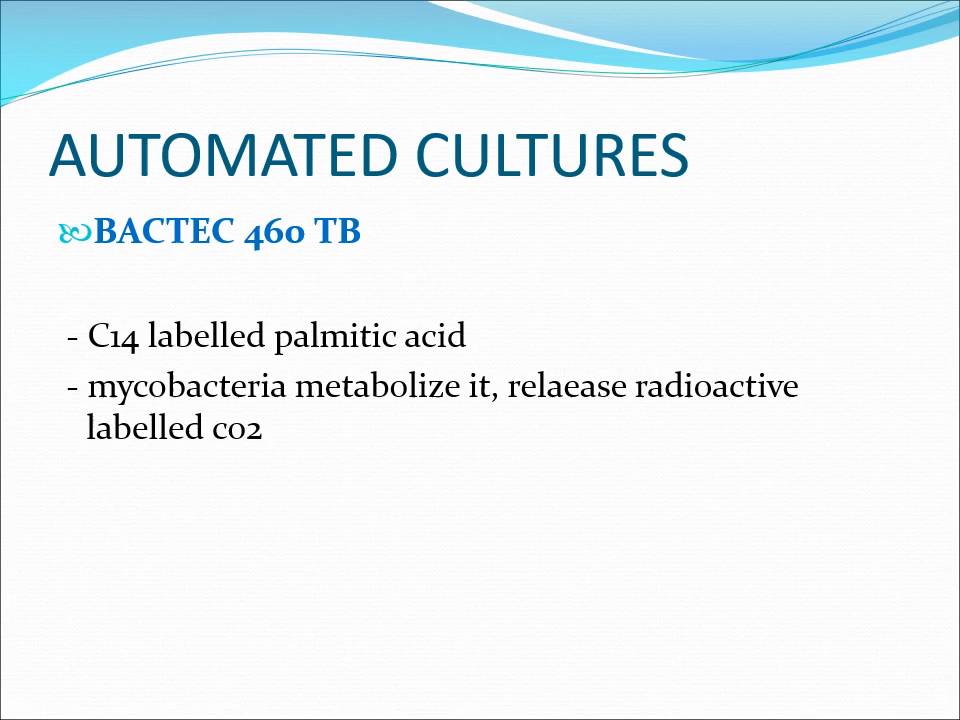 AUTOMATED CULTURES
BACTEC 460 TB
- C14 labelled palmitic acid
- mycobacteria metabolize it, relaease radioactive
labelled co2